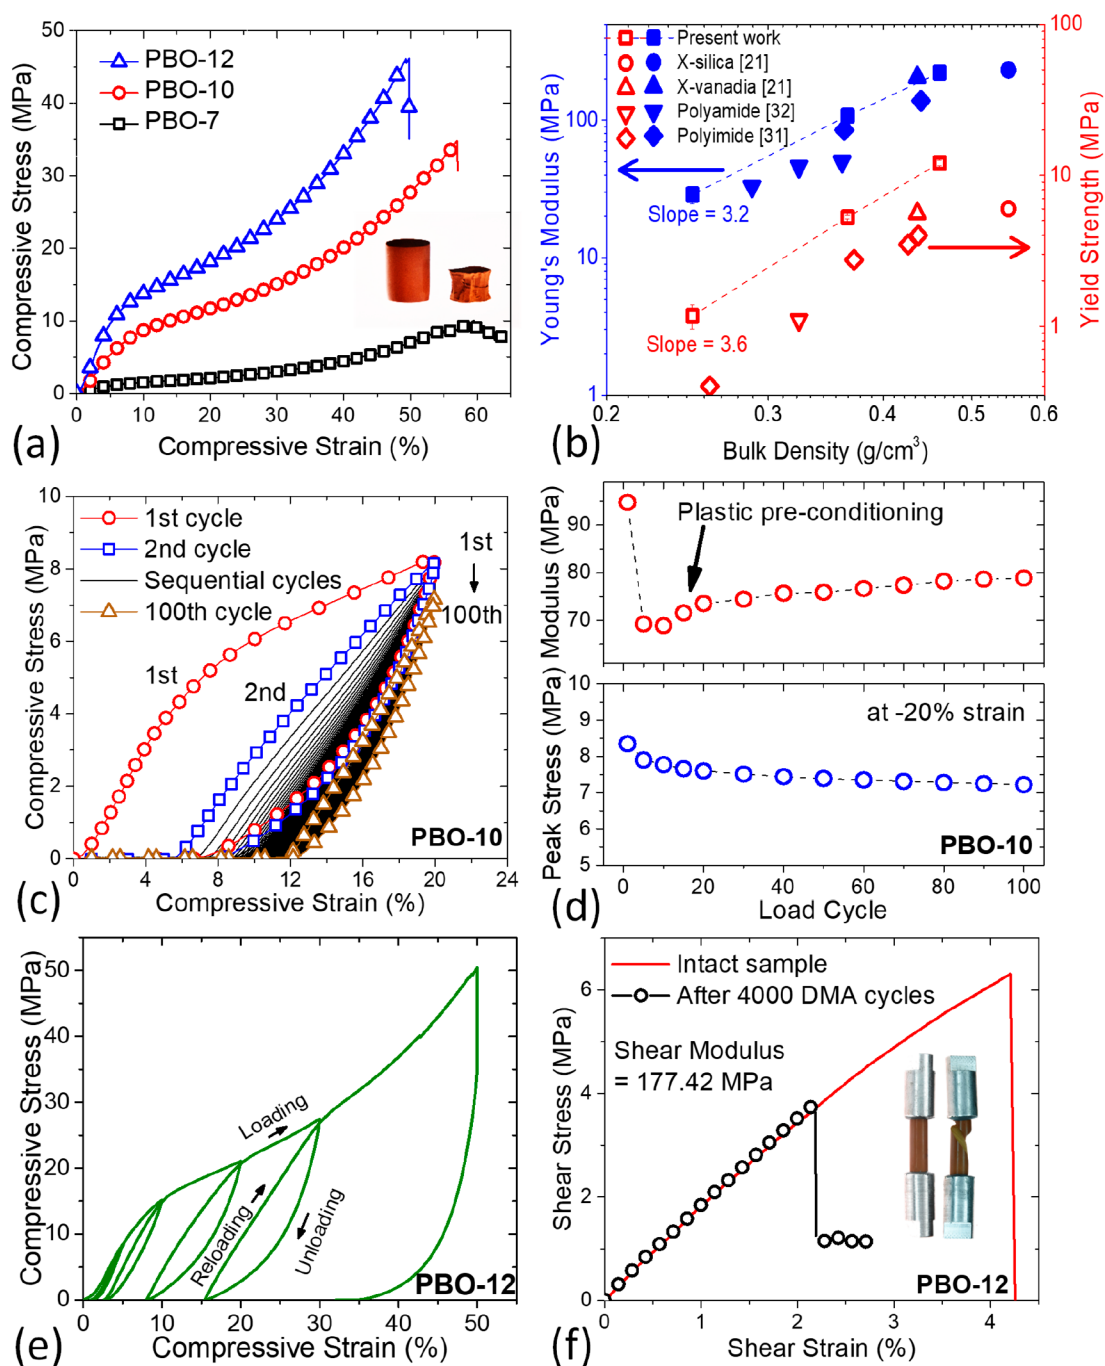 50
40
30
20
10
0
Compressive Stress (MPa)
PBO-12
PBO-10
PBO-7
0 10 20 30 40 50 60
Compressive Strain (%)
(a)
100
10
1
Young's Modulus (MPa)
Present work
X-silica [21]
X-vanadia [21]
Polyamide [32]
Polyimide [31]
Slope = 3.2
Slope = 3.6
100
10
1
Yield Strength (MPa)
0.2 0.3 0.4 0.5 0.6
Bulk Density (g/cm³)
(b)
10
8
6
4
2
0
Compressive Stress (MPa)
1st cycle
2nd cycle
Sequential cycles
100th cycle
1st
100th
1st
2nd
PBO-10
0 4 8 12 16 20 24
Compressive Strain (%)
(c)
90
80
70
Modulus (MPa)
Plastic pre-conditioning
10
9
8
7
6
5
Peak Stress (MPa)
at -20% strain
PBO-10
0 20 40 60 80 100
Load Cycle
(d)
50
40
30
20
10
0
Compressive Stress (MPa)
Loading
Reloading
Unloading
PBO-12
0 10 20 30 40 50
Compressive Strain (%)
(e)
6
4
2
0
Shear Stress (MPa)
Intact sample
After 4000 DMA cycles
Shear Modulus
= 177.42 MPa
PBO-12
0 1 2 3 4
Shear Strain (%)
(f)